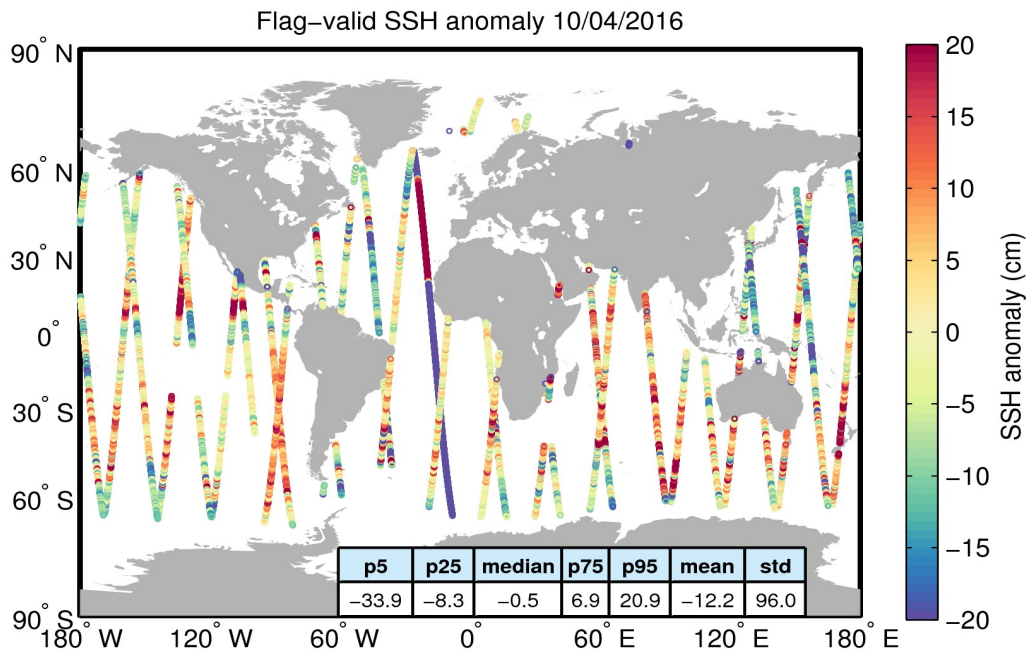 Flag−valid SSH anomaly 10/04/2016
90° N
60° N
30° N
0°
30° S
60° S
90° S
180° W
120° W
60° W
0°
60° E
120° E
180° E
20
15
10
5
0
−5
−10
−15
−20
SSH anomaly (cm)
p5 p25 median p75 p95 mean std
−33.9 −8.3 −0.5 6.9 20.9 −12.2 96.0